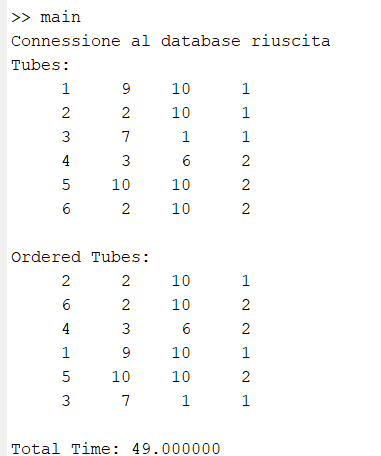 >> main
Connessione al database riuscita
Tubes:
     1     9    10     1
     2     2    10     1
     3     7     1     1
     4     3     6     2
     5    10    10     2
     6     2    10     2

Ordered Tubes:
     2     2    10     1
     6     2    10     2
     4     3     6     2
     1     9    10     1
     5    10    10     2
     3     7     1     1

Total Time: 49.000000